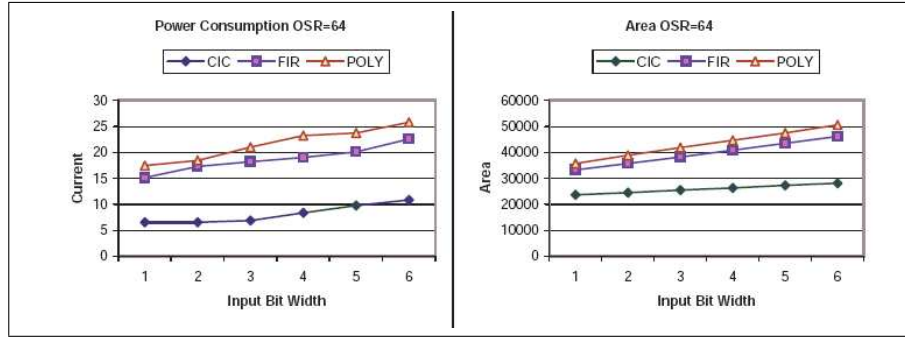 Power Consumption OSR=64
CIC FIR POLY
30
25
20
15
10
5
0
Current
1 2 3 4 5 6
Input Bit Width
Area OSR=64
CIC FIR POLY
60000
50000
40000
30000
20000
10000
0
Area
1 2 3 4 5 6
Input Bit Width